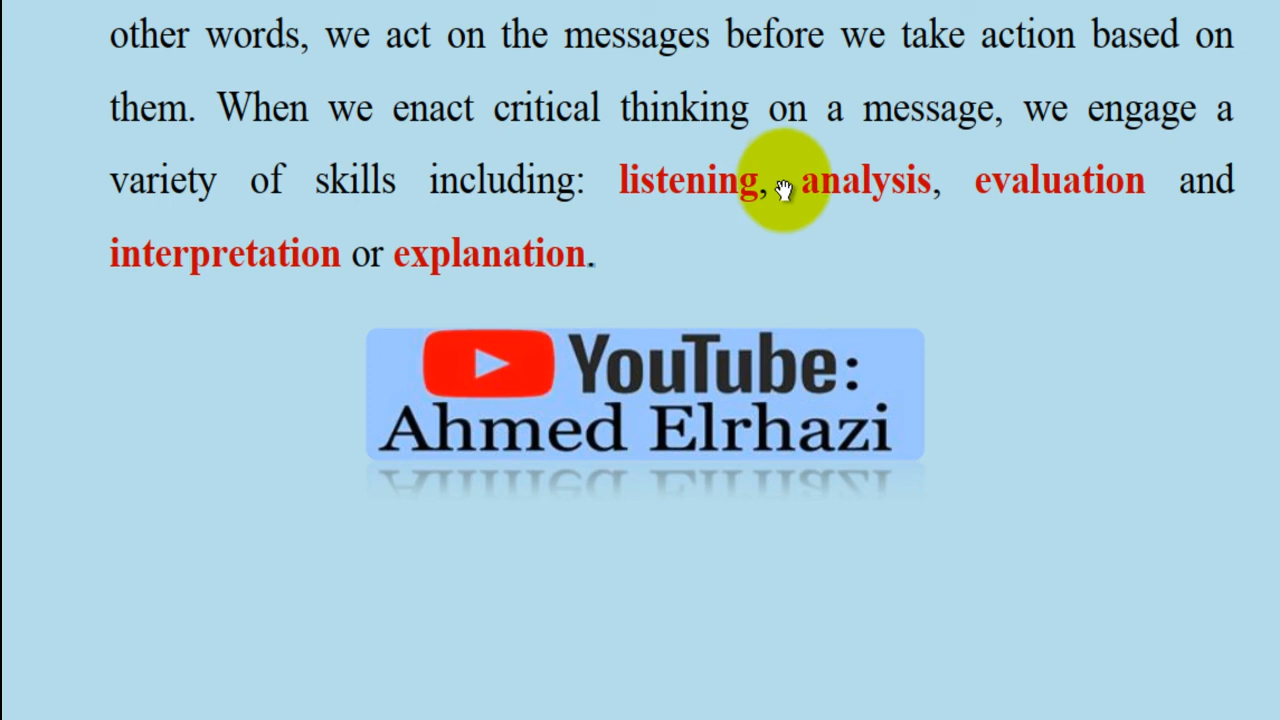 other words, we act on the messages before we take action based on
them. When we enact critical thinking on a message, we engage a
variety of skills including: listening, analysis, evaluation and
interpretation or explanation.
YouTube:
Ahmed Elrhazi